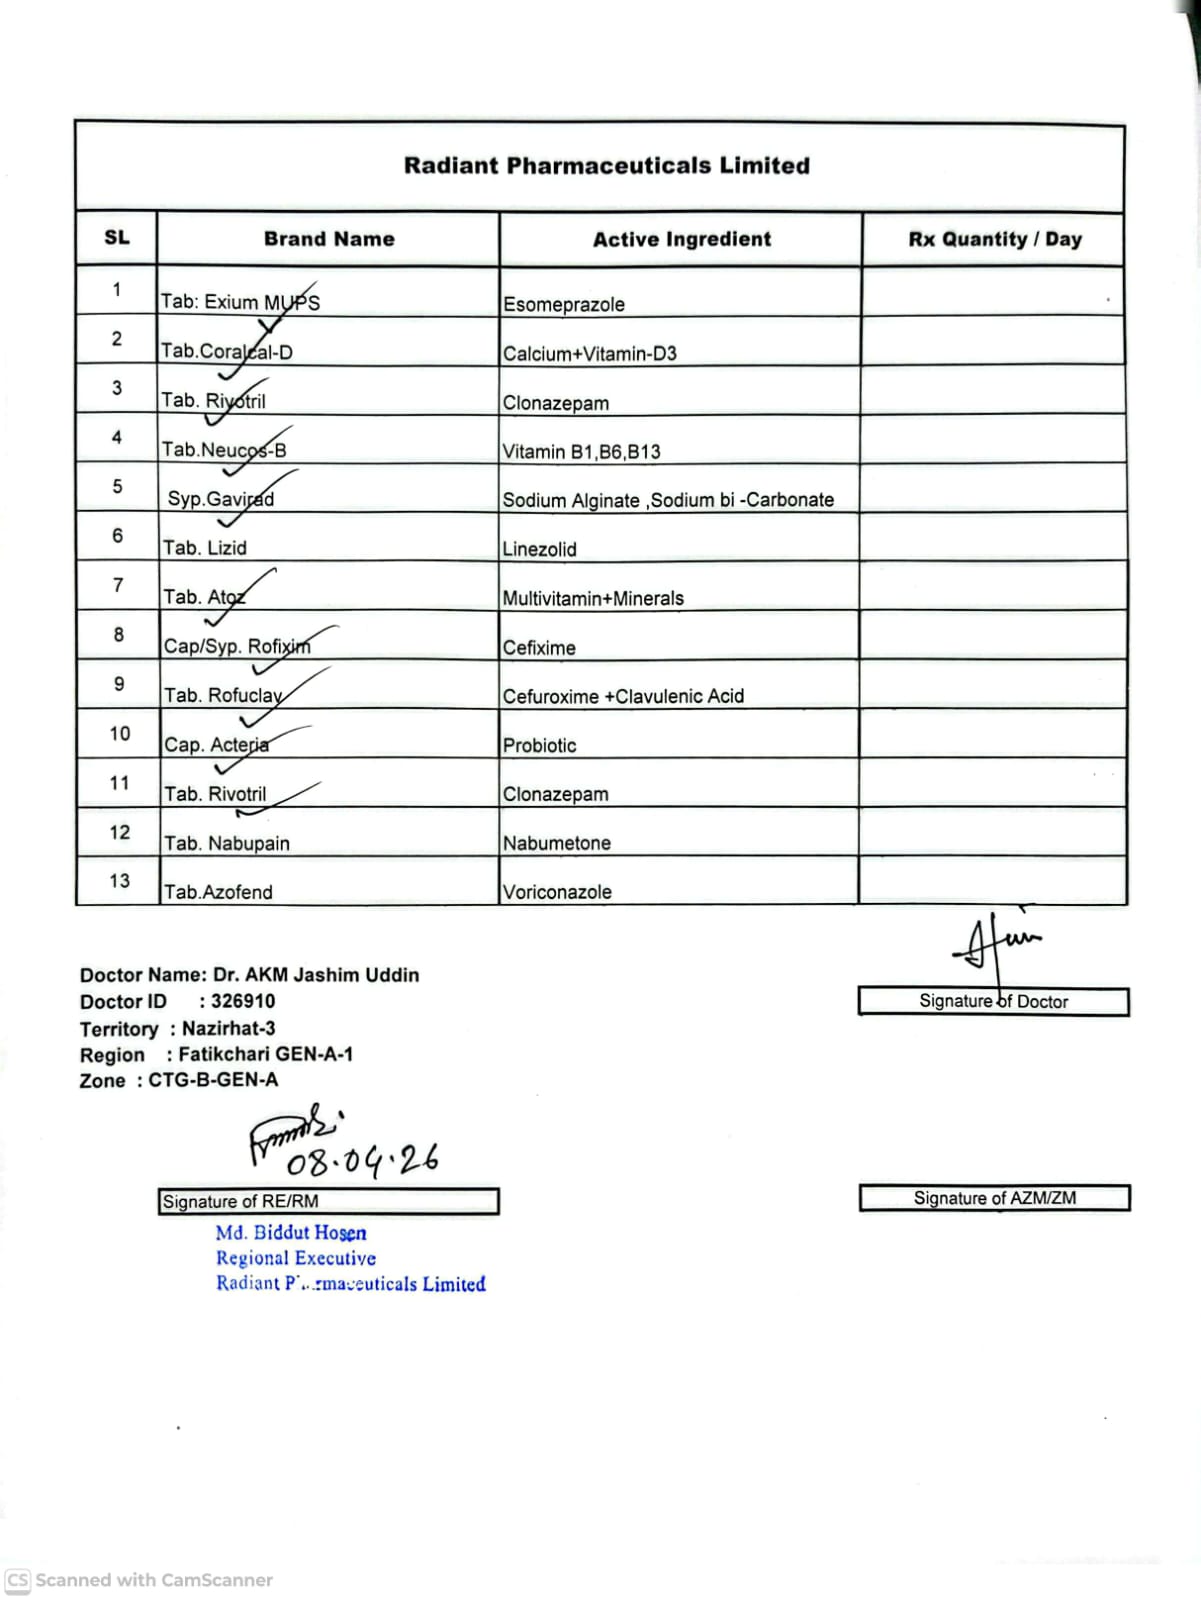 Radiant Pharmaceuticals Limited
SL Brand Name Active Ingredient Rx Quantity / Day
1 Tab: Exium MUPS Esomeprazole
2 Tab.Coralcal-D Calcium+Vitamin-D3
3 Tab. Rivotril Clonazepam
4 Tab.Neucos-B Vitamin B1,B6,B13
5 Syp.Gavirad Sodium Alginate ,Sodium bi -Carbonate
6 Tab. Lizid Linezolid
7 Tab. Atoz Multivitamin+Minerals
8 Cap/Syp. Rofixim Cefixime
9 Tab. Rofuclav Cefuroxime +Clavulenic Acid
10 Cap. Acteria Probiotic
11 Tab. Rivotril Clonazepam
12 Tab. Nabupain Nabumetone
13 Tab.Azofend Voriconazole
Doctor Name: Dr. AKM Jashim Uddin
Doctor ID : 326910
Signature of Doctor
Territory : Nazirhat-3
Region : Fatikchari GEN-A-1
Zone : CTG-B-GEN-A
08.04.26
Signature of RE/RM
Signature of AZM/ZM
Md. Biddut Hosen
Regional Executive
Radiant Pharmaceuticals Limited
CS Scanned with CamScanner